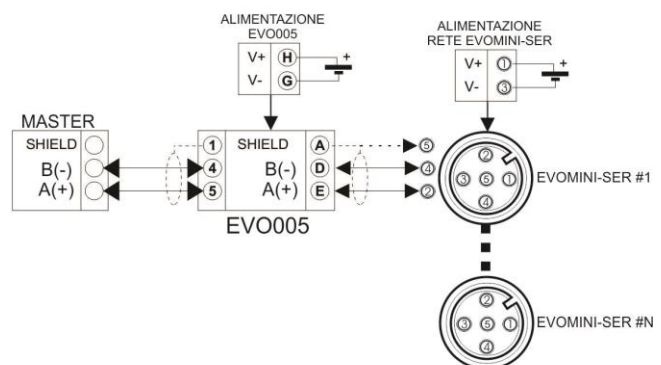 ALIMENTAZIONE
EVO005
V+ H +
V- G
ALIMENTAZIONE
RETE EVOMINI-SER
V+ 1 +
V- 3
MASTER
SHIELD
B(-)
A(+)
1 SHIELD A
4 B(-) D
5 A(+) E
EVO005
5
4
2
2
3 5 1
4
EVOMINI-SER #1
2
3 5 1
4
EVOMINI-SER #N